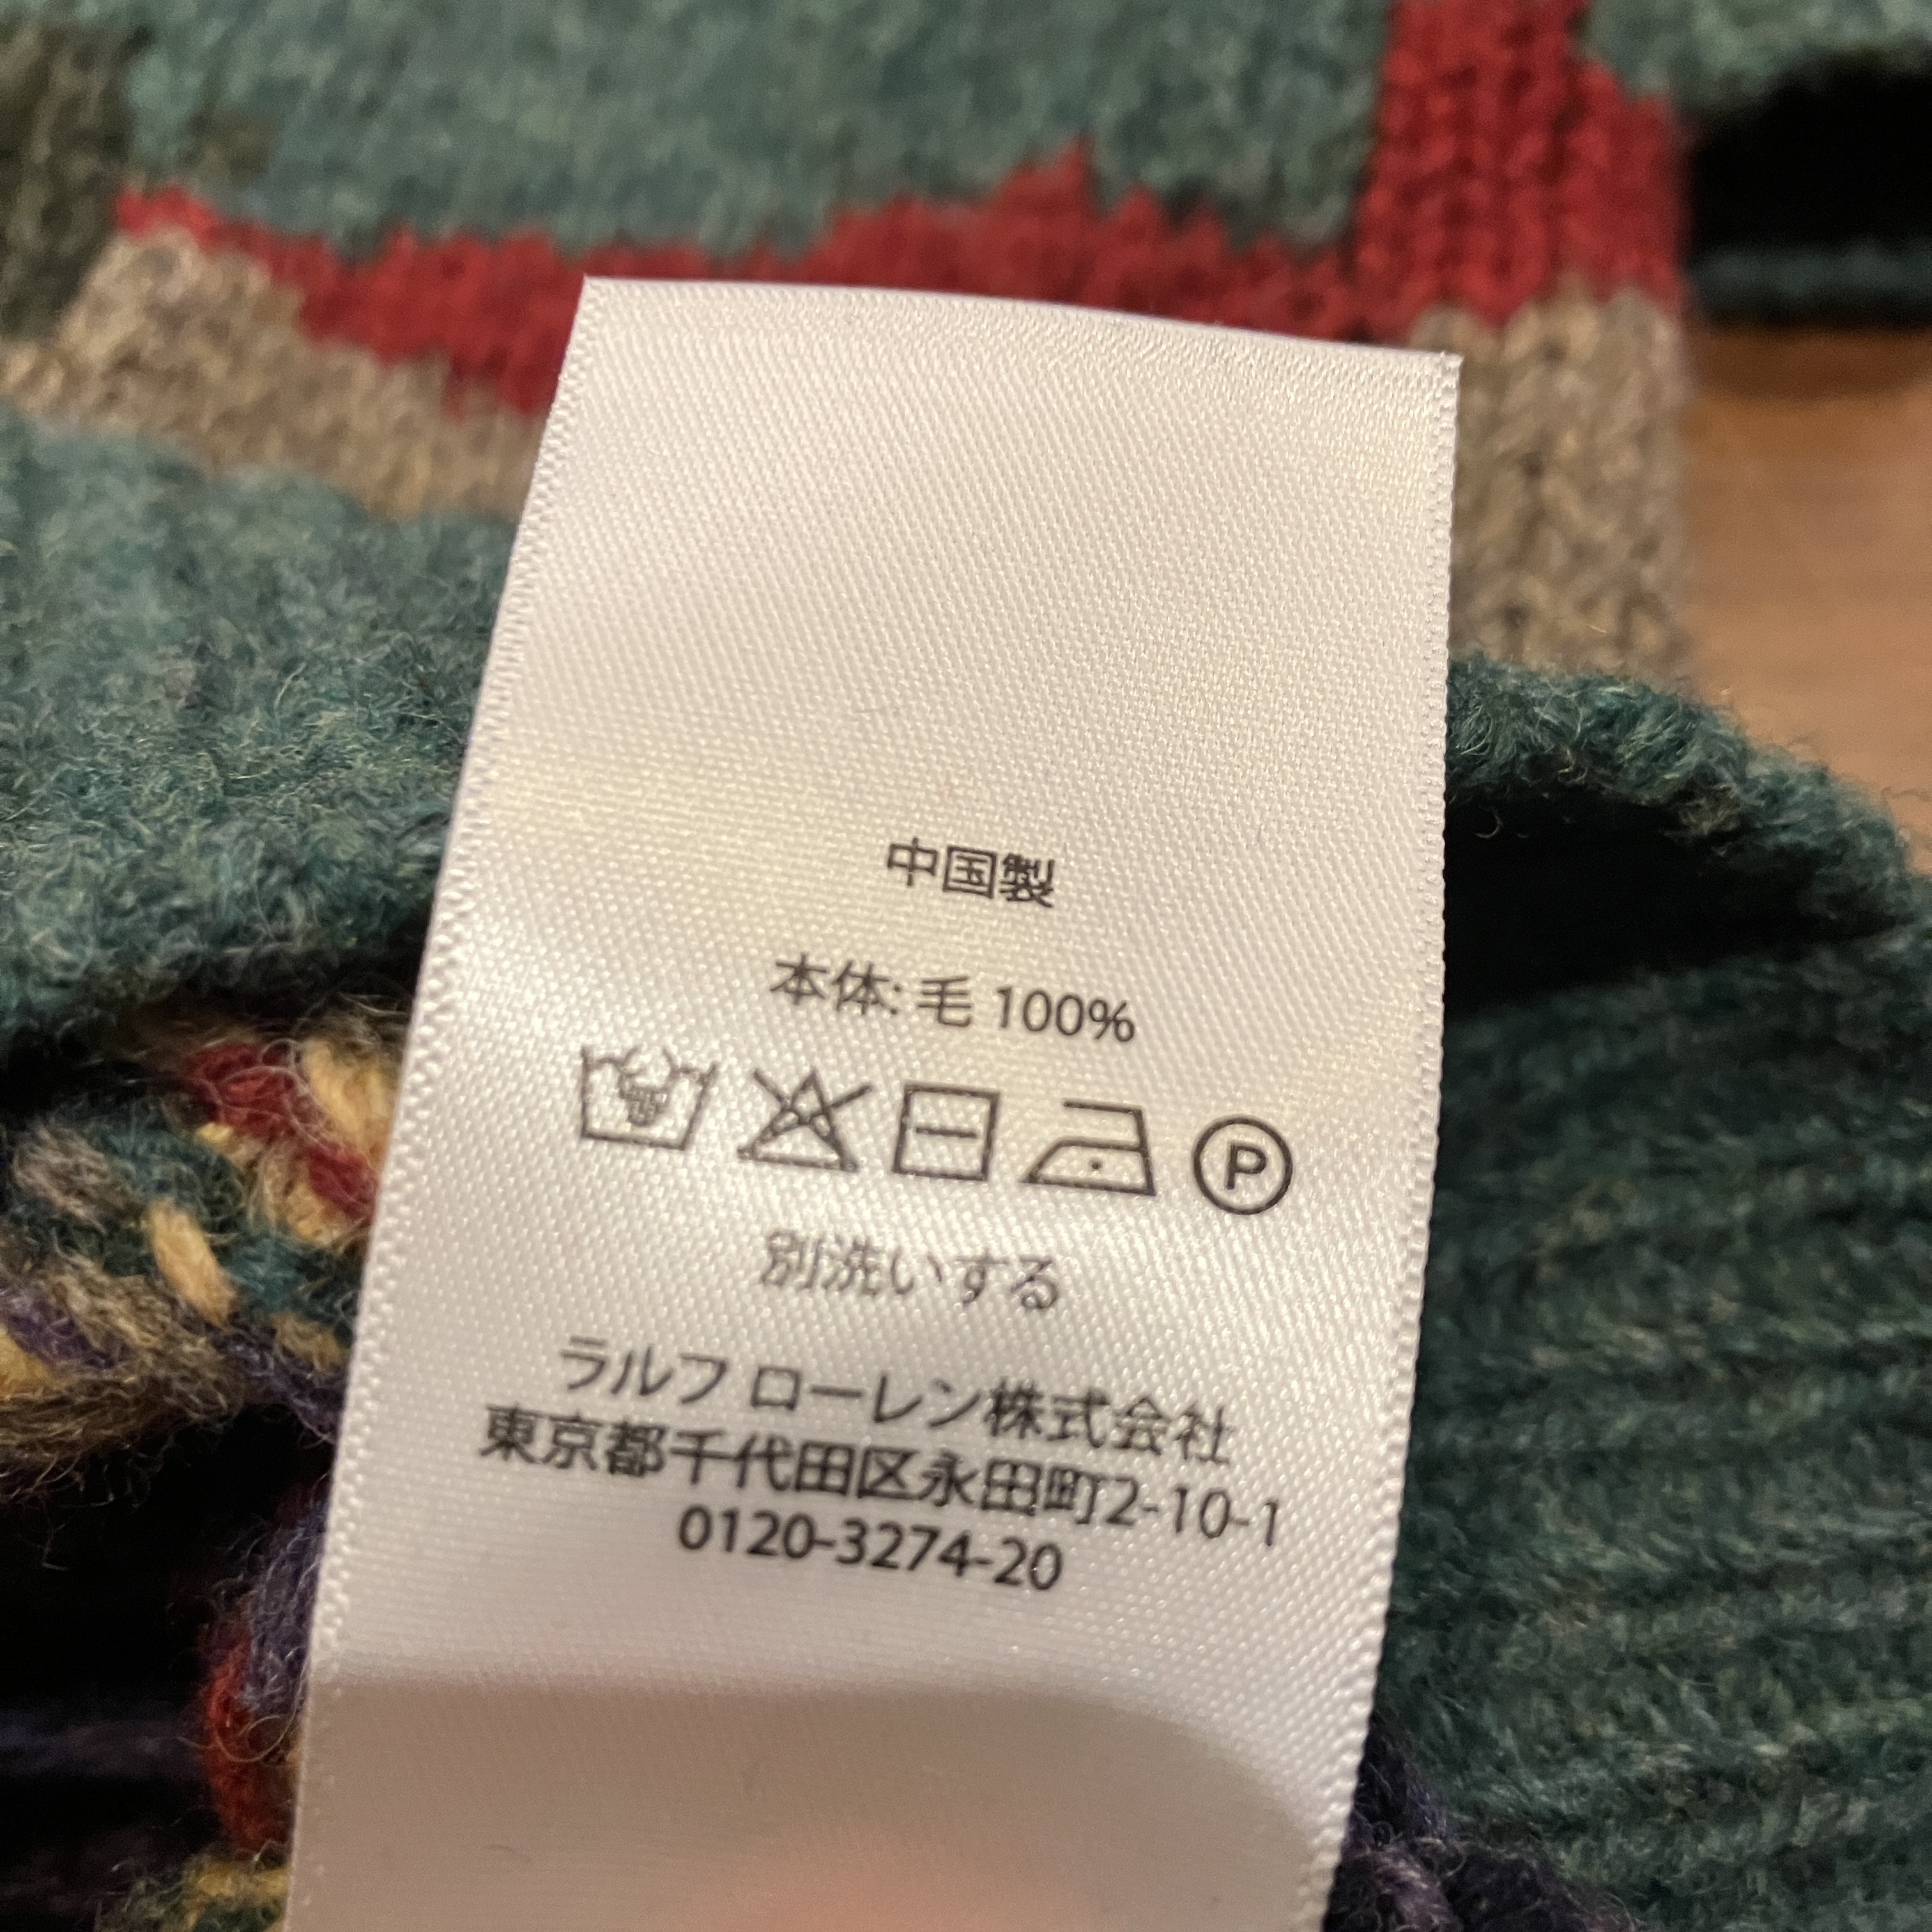 中国製
本体: 毛 100%
P
別洗いする
ラルフ ローレン株式会社
東京都千代田区永田町2-10-1
0120-3274-20